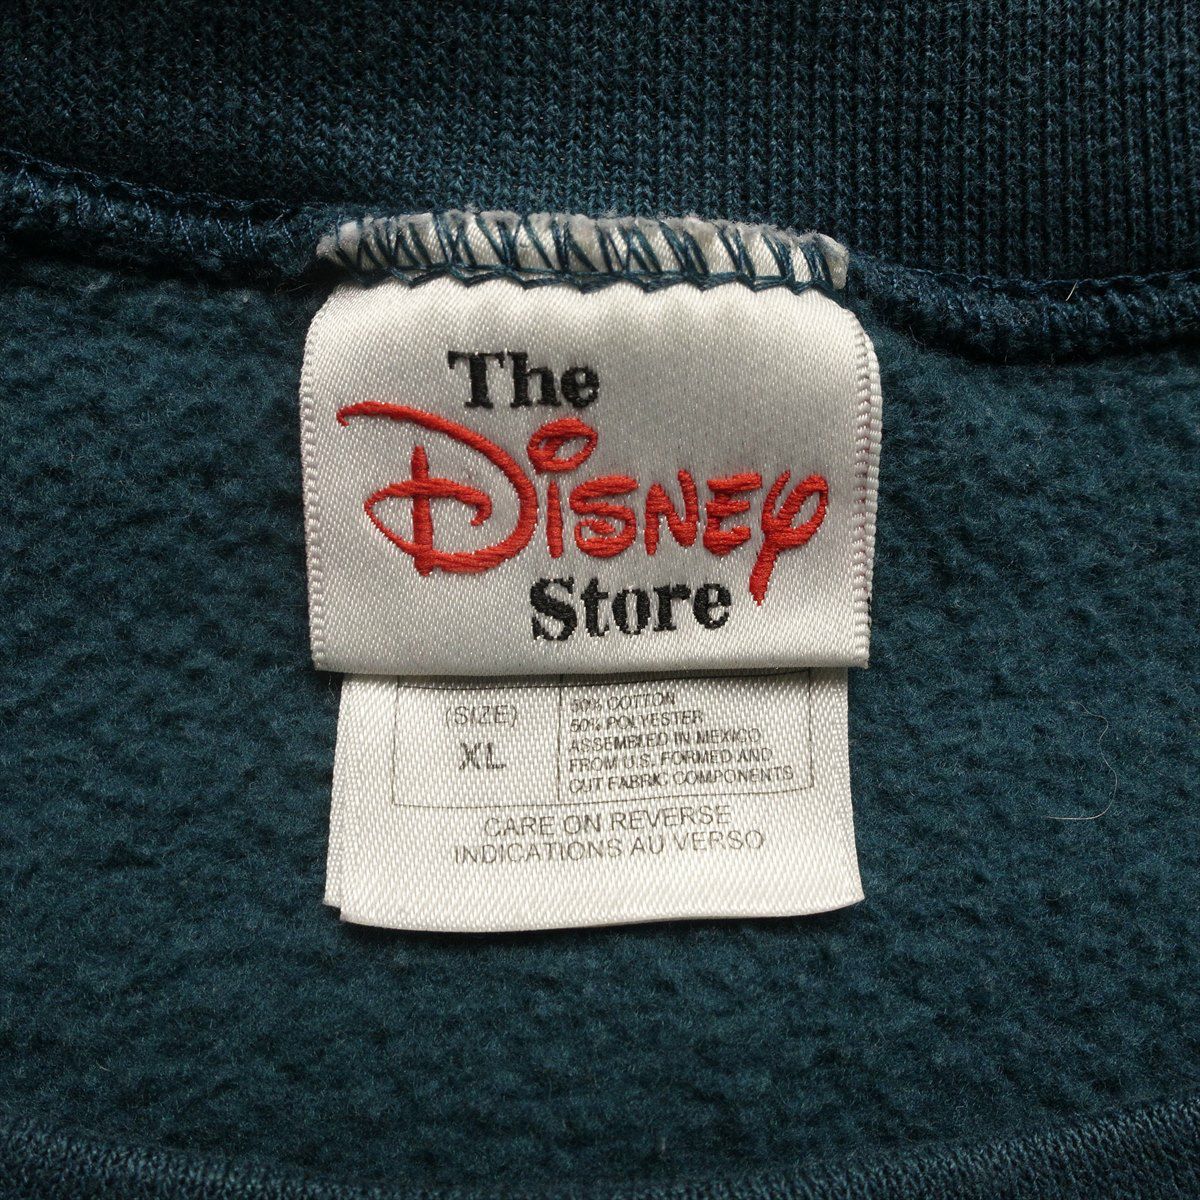 The
Disney
Store
(SIZE)
XL
50% COTTON
50% POLYESTER
ASSEMBLED IN MEXICO
FROM U.S. FORMED AND
CUT FABRIC COMPONENTS
CARE ON REVERSE
INDICATIONS AU VERSO